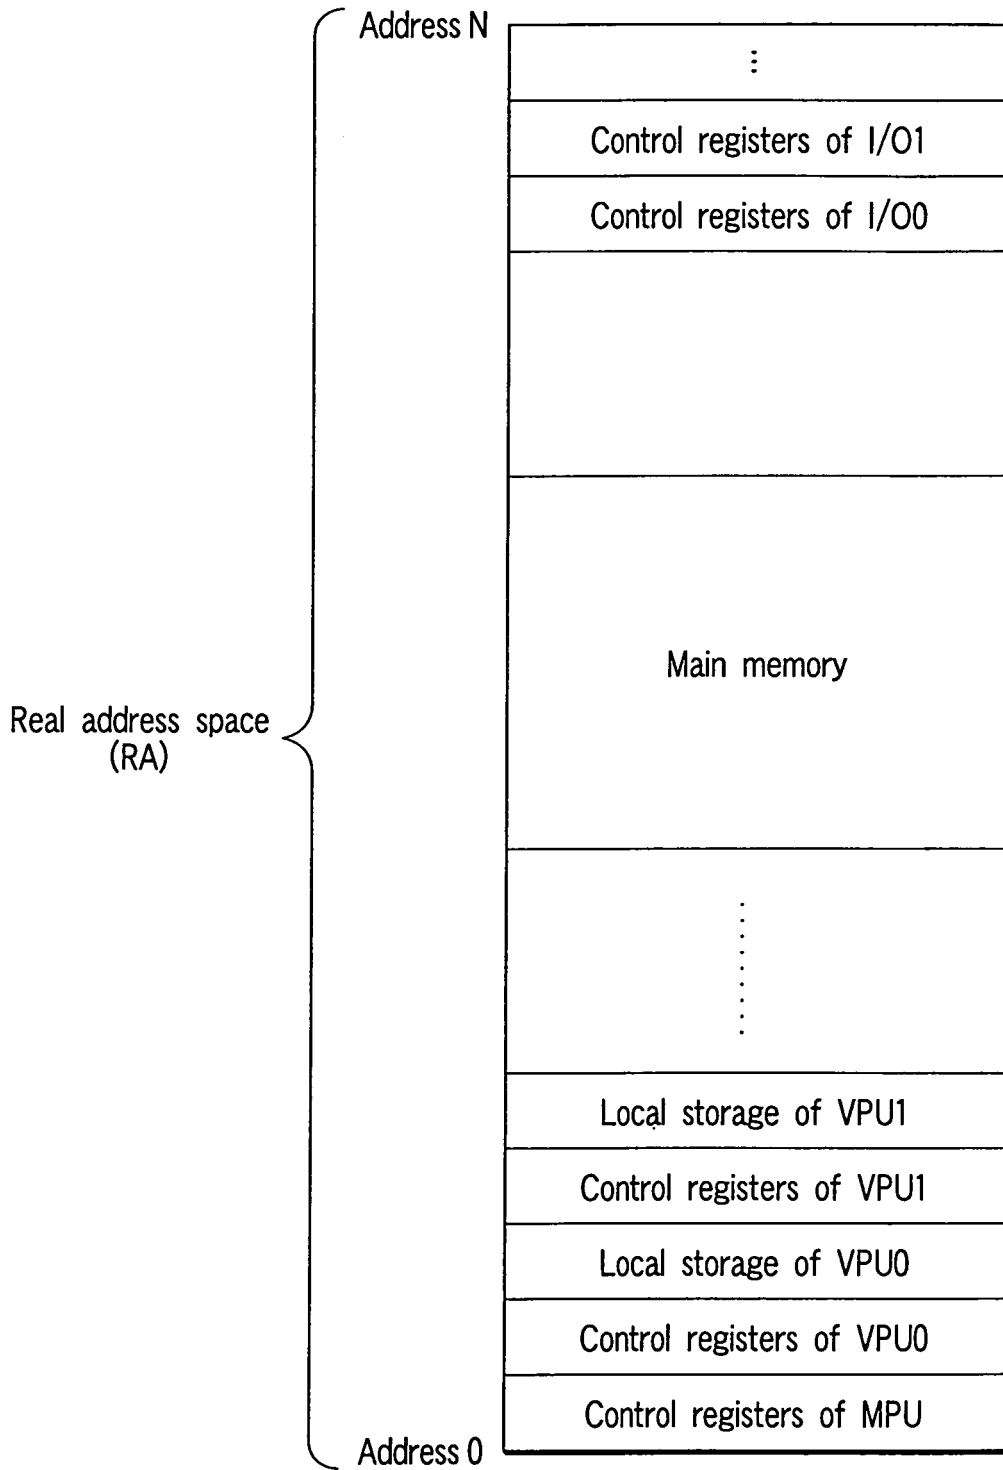 Address N
⋮
Control registers of I/O1
Control registers of I/O0
Main memory
Real address space
(RA)
Local storage of VPU1
Control registers of VPU1
Local storage of VPU0
Control registers of VPU0
Control registers of MPU
Address 0